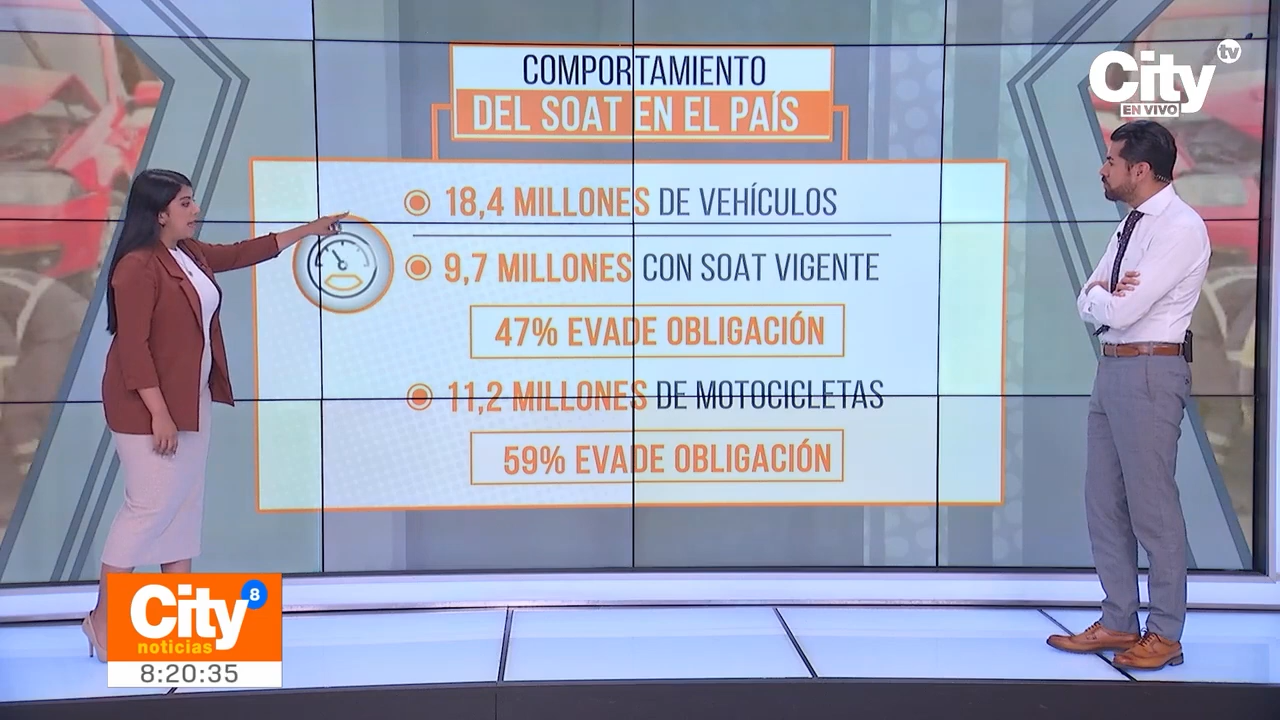 COMPORTAMIENTO
DEL SOAT EN EL PAÍS
18,4 MILLONES DE VEHÍCULOS
9,7 MILLONES CON SOAT VIGENTE
47% EVADE OBLIGACIÓN
11,2 MILLONES DE MOTOCICLETAS
59% EVADE OBLIGACIÓN
City tv
EN VIVO
City 8
noticias
8:20:35